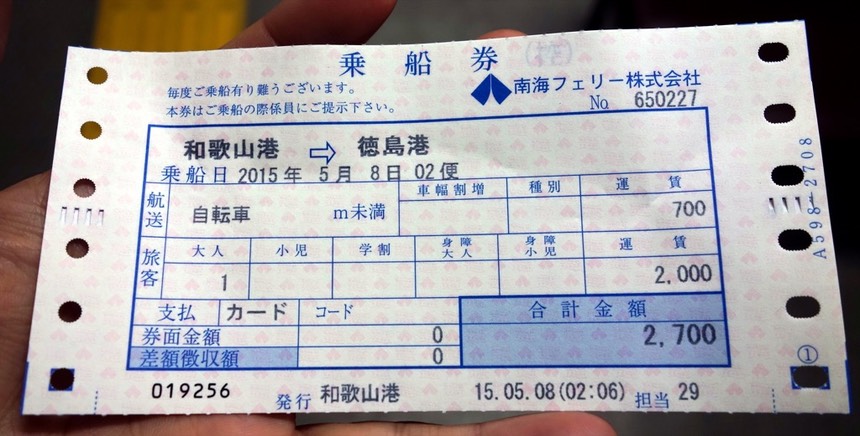 乗船券
毎度ご乗船有り難うございます。
本券はご乗船の際係員にご提示下さい。
南海フェリー株式会社
No 650227
和歌山港 ⇨ 徳島港
乗船日 2015年 5月 8日 02便
航送 自転車 m未満 車幅割増 種別 運賃
700
旅客 大人 小児 学割 身障大人 身障小児 運賃
1 2,000
支払 カード コード 合計金額
券面金額 0 2,700
差額徴収額 0
019256 発行 和歌山港 15.05.08(02:06) 担当 29
A598-2708
①